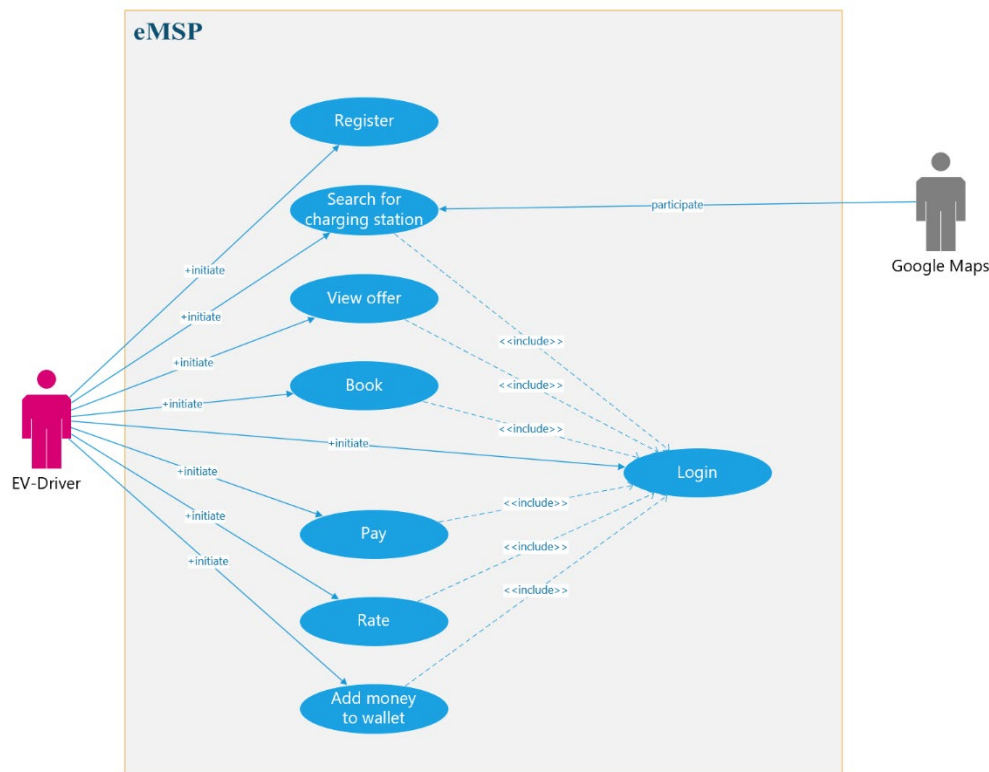 eMSP
Register
Search for
charging station
participate
Google Maps
+initiate
+initiate
View offer
<<include>>
+initiate
<<include>>
Book
+initiate
<<include>>
+initiate
Login
EV-Driver
+initiate
<<include>>
Pay
+initiate
<<include>>
+initiate
<<include>>
Rate
Add money
to wallet